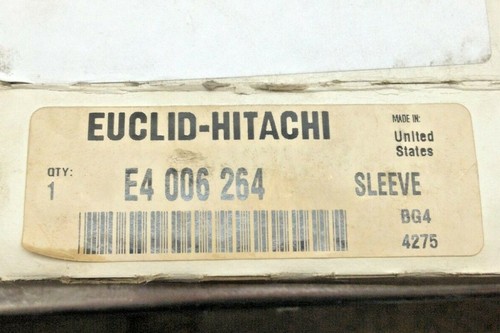 EUCLID-HITACHI
MADE IN:
United
States
QTY:
1
E4 006 264
SLEEVE
BG4
4275